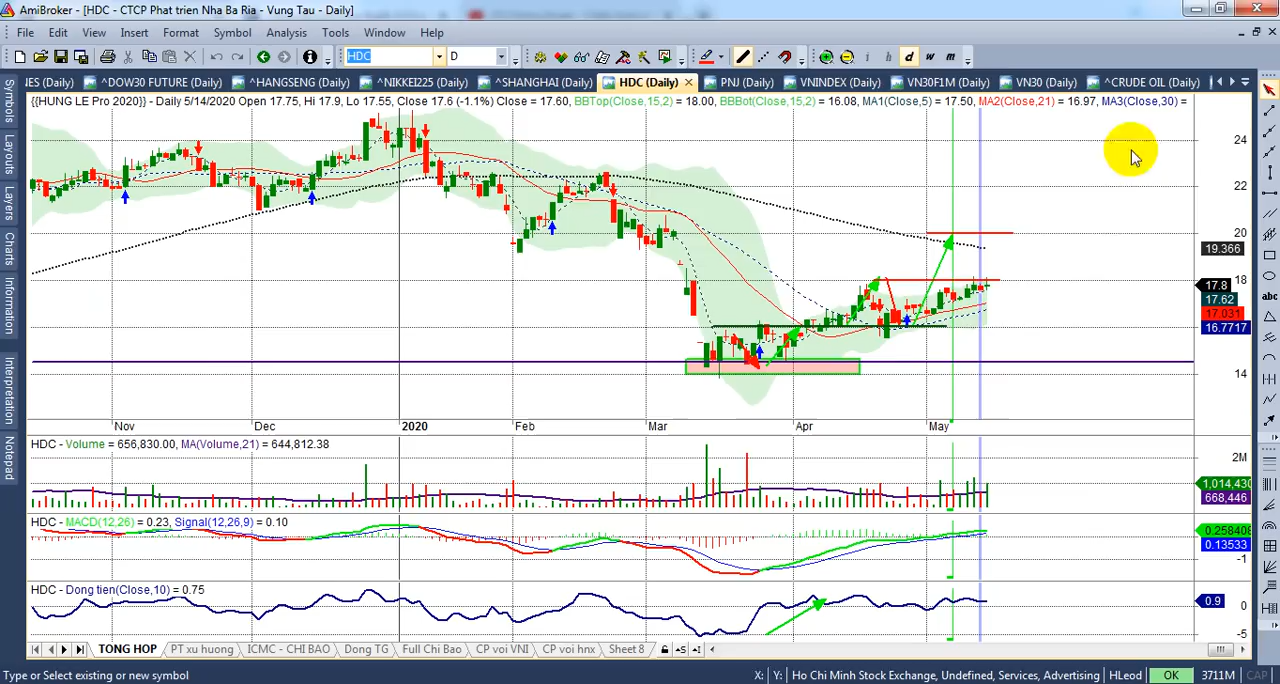 AmiBroker - [HDC - CTCP Phat trien Nha Ba Ria - Vung Tau - Daily]
File Edit View Insert Format Symbol Analysis Tools Window Help
HDC D i h d w m
IES (Daily) ^DOW30 FUTURE (Daily) ^HANGSENG (Daily) ^NIKKEI225 (Daily) ^SHANGHAI (Daily) HDC (Daily) PNJ (Daily) VNINDEX (Daily) VN30F1M (Daily) VN30 (Daily) ^CRUDE OIL (Daily)
{{HUNG LE Pro 2020}} - Daily 5/14/2020 Open 17.75, Hi 17.9, Lo 17.55, Close 17.6 (-1.1%) Close = 17.60, BBTop(Close,15,2) = 18.00, BBBot(Close,15,2) = 16.08, MA1(Close,5) = 17.50, MA2(Close,21) = 16.97, MA3(Close,30) =
Symbols
Layouts
Layers
Charts
Information
Interpretation
Notepad
abc
24
22
20
19.366
18
17.8
17.62
17.031
16.7717
14
Nov Dec 2020 Feb Mar Apr May
HDC - Volume = 656,830.00, MA(Volume,21) = 644,812.38
2M
1,014,430
668,446
HDC - MACD(12,26) = 0.23, Signal(12,26,9) = 0.10
0.258408
0.13533
-1
HDC - Dong tien(Close,10) = 0.75
0.9
0
-5
TONG HOP PT xu huong ICMC - CHI BAO Dong TG Full Chi Bao CP voi VNI CP voi hnx Sheet 8
Type or Select existing or new symbol X: Y: Ho Chi Minh Stock Exchange, Undefined, Services, Advertising HLeod OK 3711M CAP